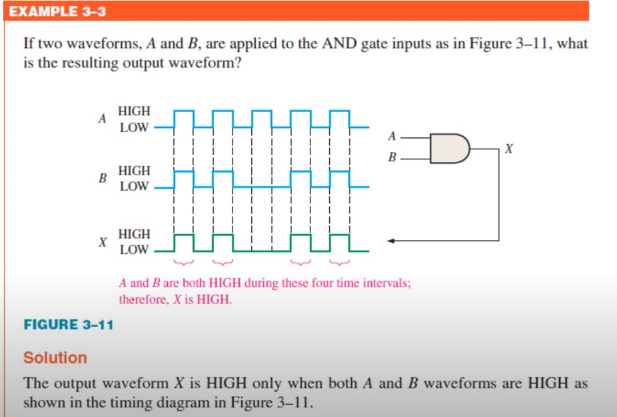 EXAMPLE 3–3
If two waveforms, A and B, are applied to the AND gate inputs as in Figure 3–11, what
is the resulting output waveform?
A HIGH
LOW
A
B
X
B HIGH
LOW
X HIGH
LOW
A and B are both HIGH during these four time intervals;
therefore, X is HIGH.
FIGURE 3–11
Solution
The output waveform X is HIGH only when both A and B waveforms are HIGH as
shown in the timing diagram in Figure 3–11.